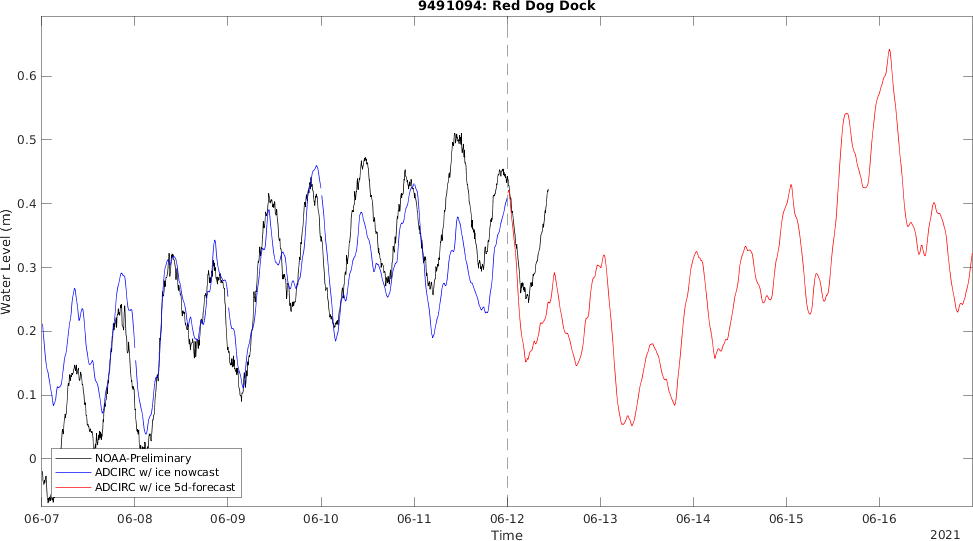 9491094: Red Dog Dock
Water Level (m)
0.6
0.5
0.4
0.3
0.2
0.1
0
NOAA-Preliminary
ADCIRC w/ ice nowcast
ADCIRC w/ ice 5d-forecast
06-07 06-08 06-09 06-10 06-11 06-12 06-13 06-14 06-15 06-16
Time
2021